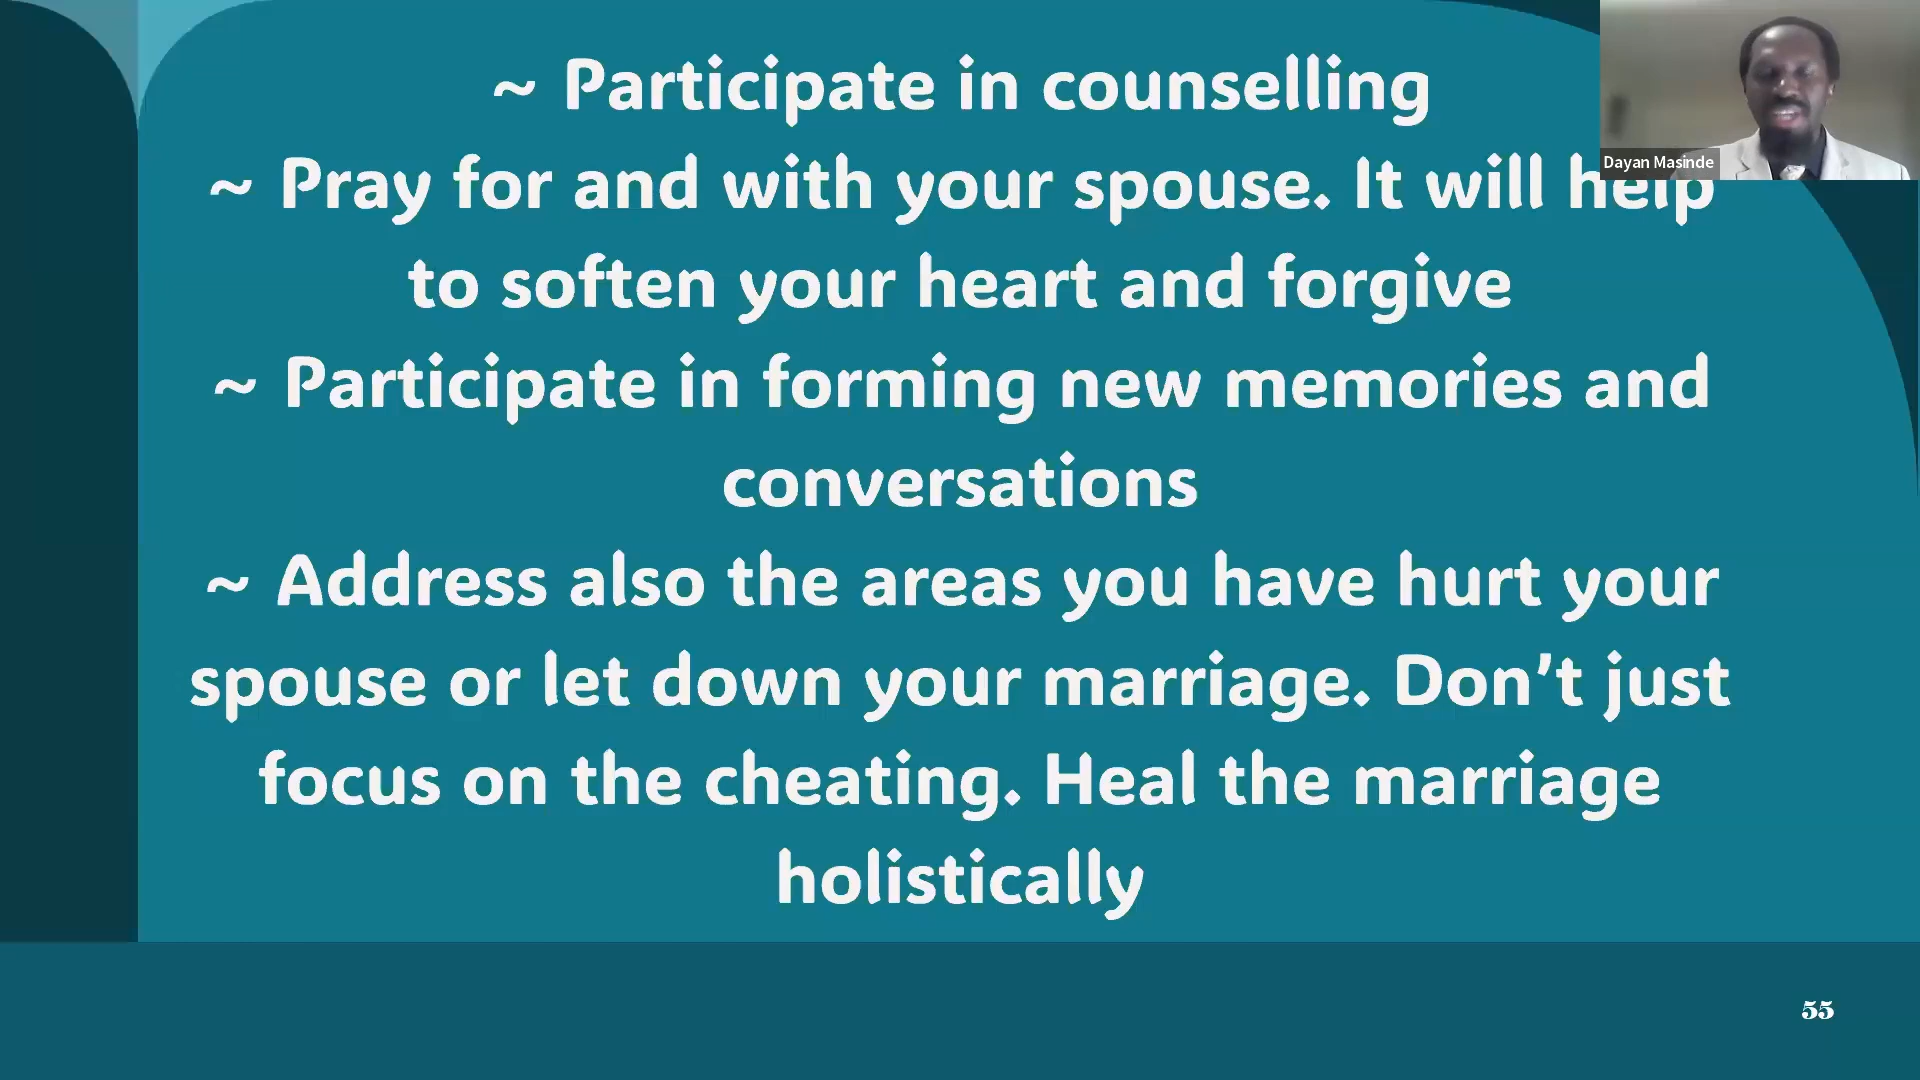 ~ Participate in counselling
~ Pray for and with your spouse. It will help
to soften your heart and forgive
~ Participate in forming new memories and
conversations
~ Address also the areas you have hurt your
spouse or let down your marriage. Don’t just
focus on the cheating. Heal the marriage
holistically
Dayan Masinde
55